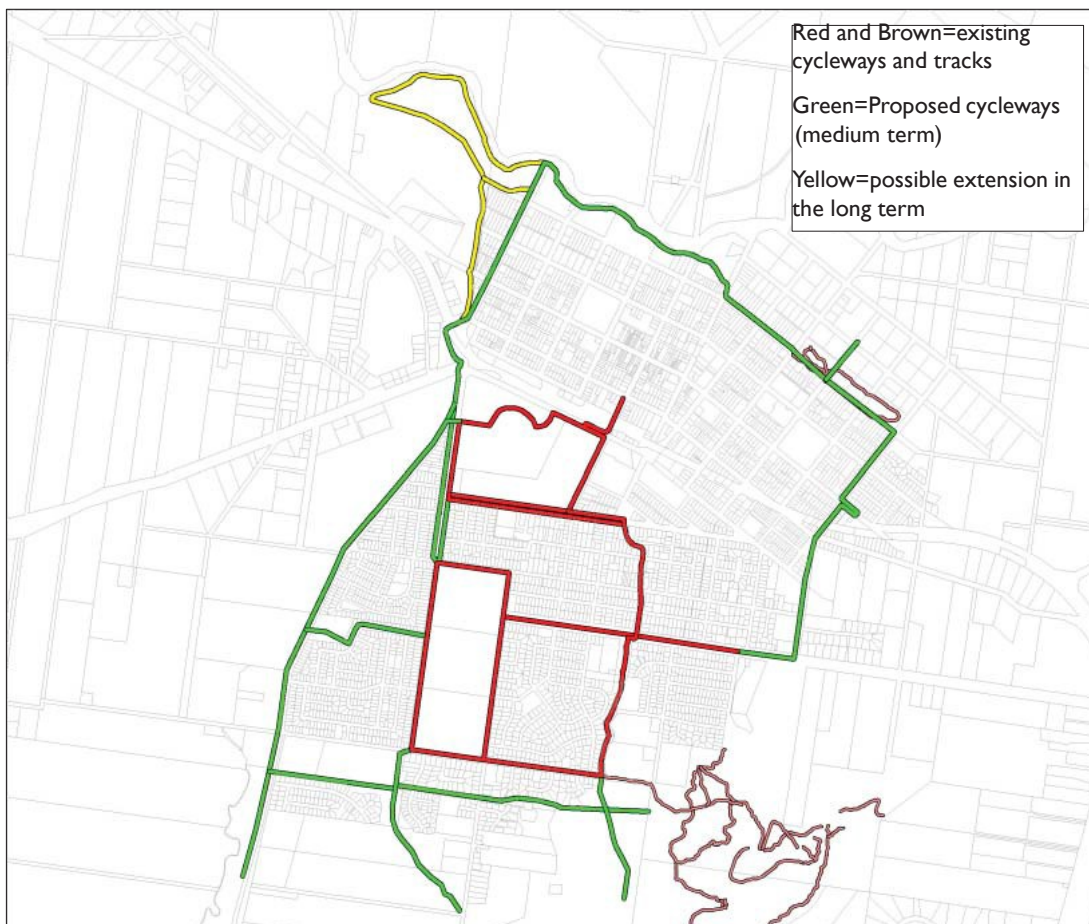 Red and Brown=existing
cycleways and tracks
Green=Proposed cycleways
(medium term)
Yellow=possible extension in
the long term